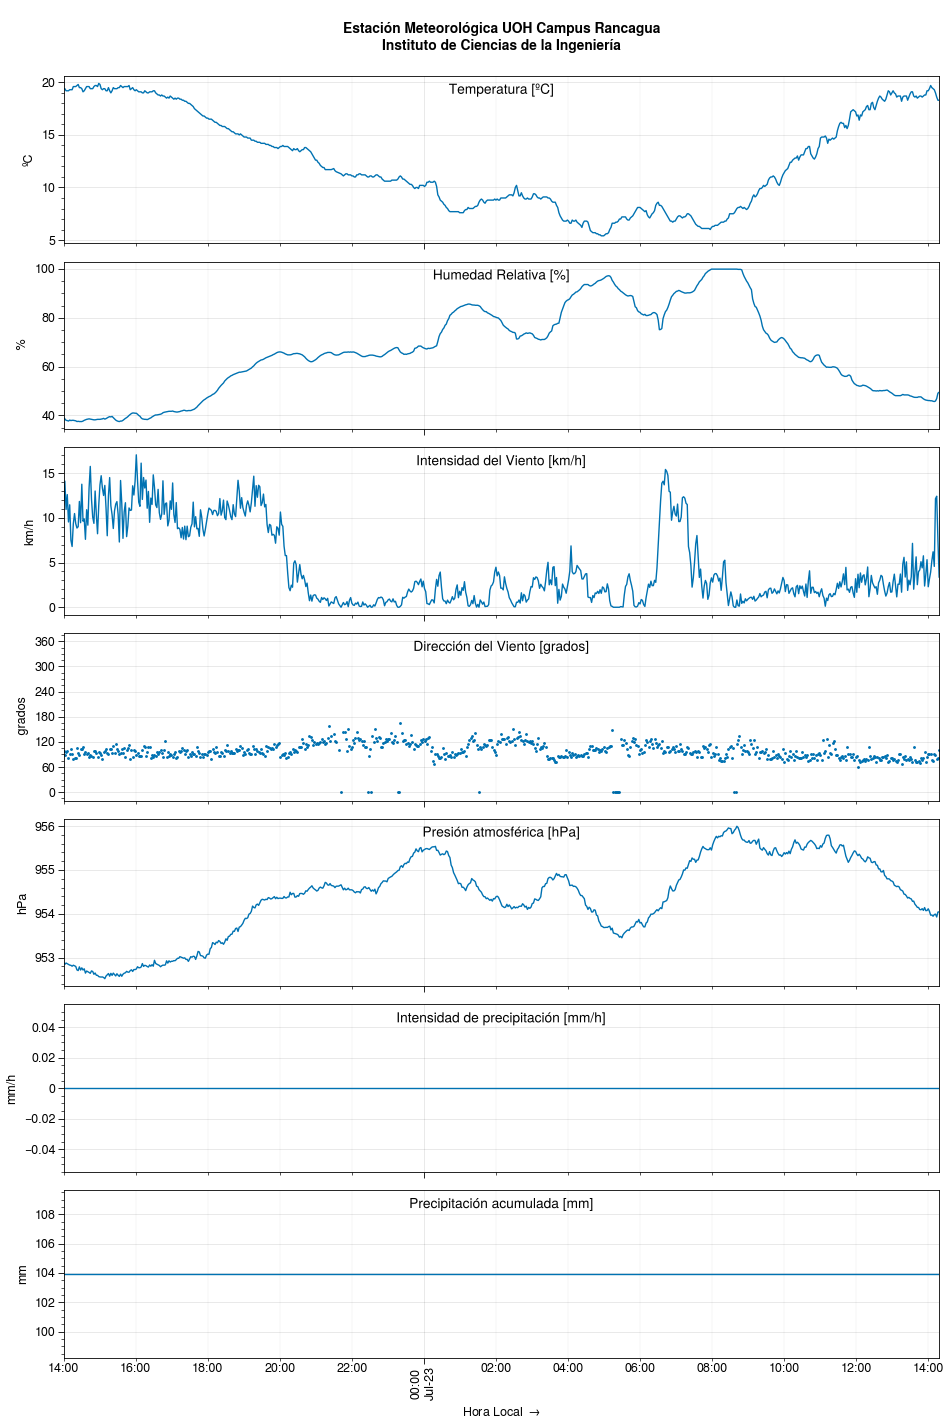 Estación Meteorológica UOH Campus Rancagua
Instituto de Ciencias de la Ingeniería
Temperatura [ºC]
ºC
20
15
10
5
Humedad Relativa [%]
%
100
80
60
40
Intensidad del Viento [km/h]
km/h
15
10
5
0
Dirección del Viento [grados]
grados
360
300
240
180
120
60
0
Presión atmosférica [hPa]
hPa
956
955
954
953
Intensidad de precipitación [mm/h]
mm/h
0.04
0.02
0
−0.02
−0.04
Precipitación acumulada [mm]
mm
108
106
104
102
100
14:00 16:00 18:00 20:00 22:00 00:00 02:00 04:00 06:00 08:00 10:00 12:00 14:00
Jul-23
Hora Local →